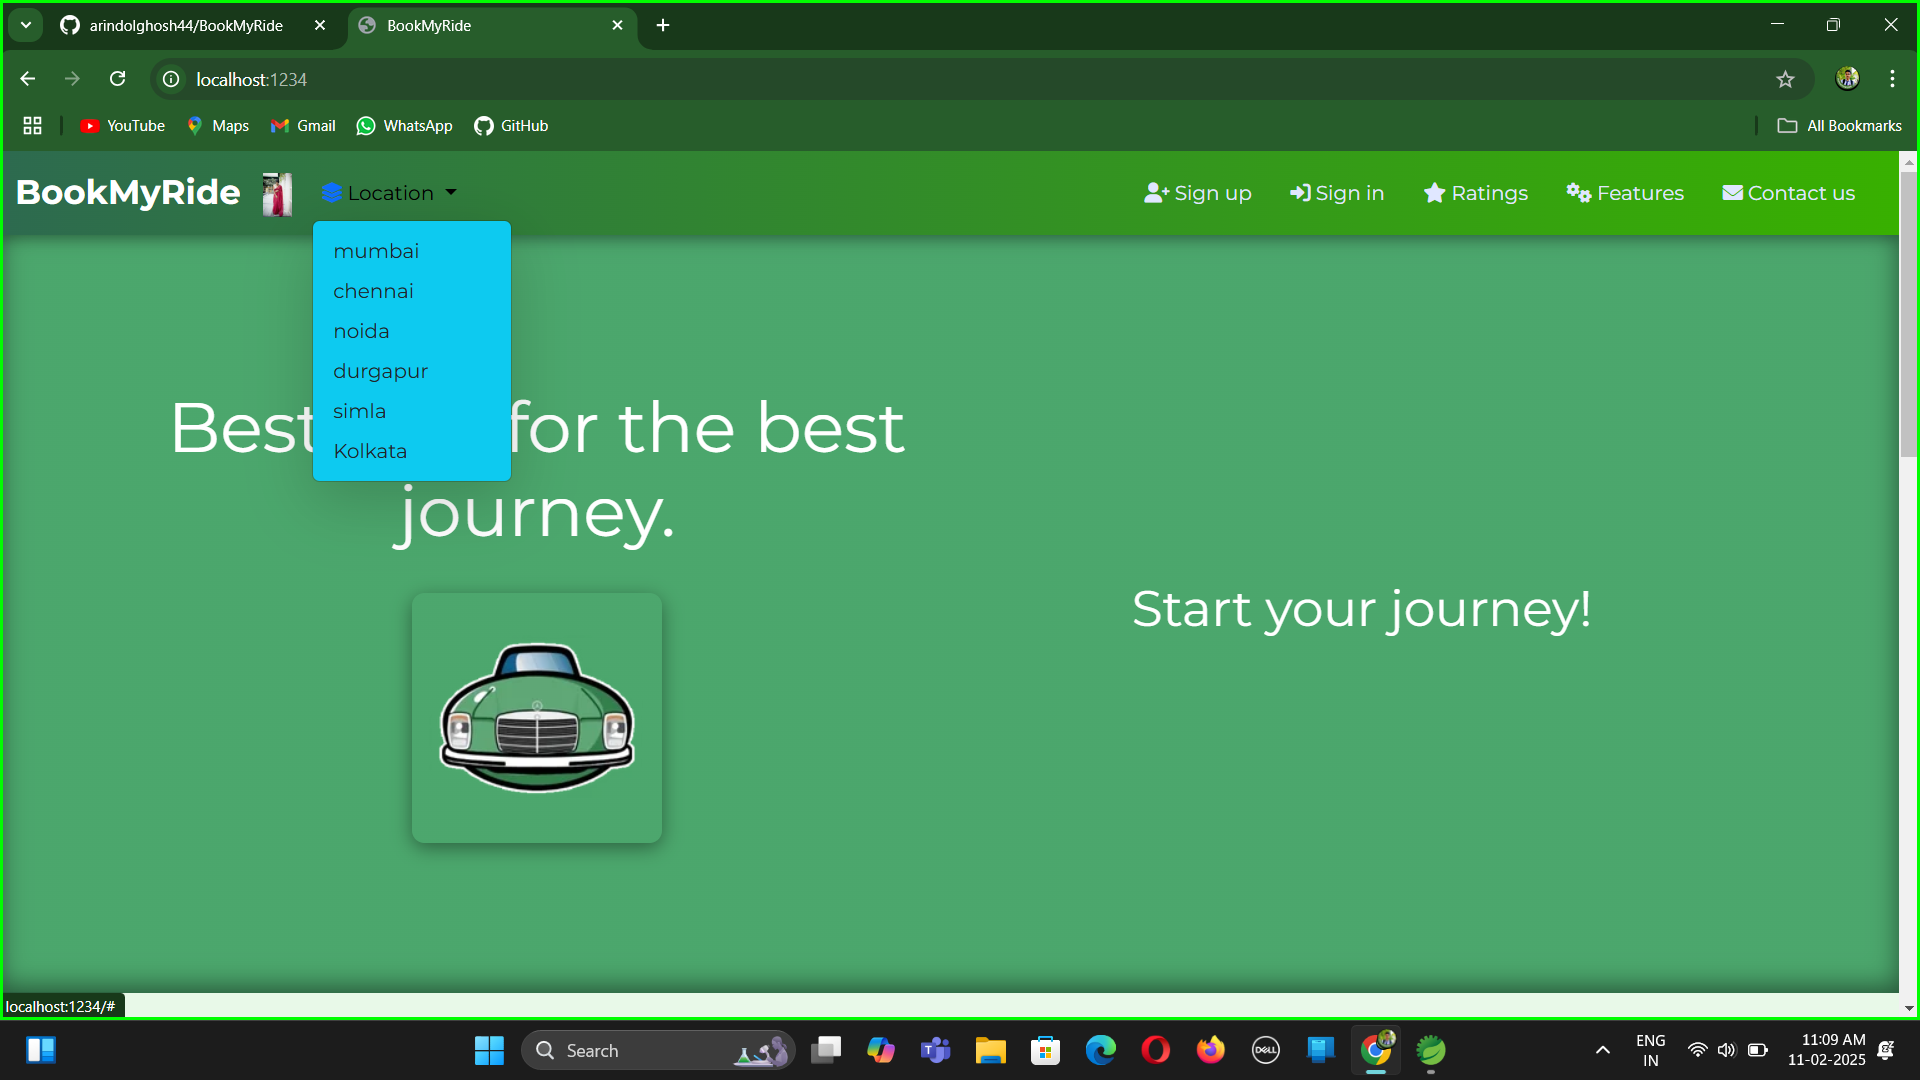 arindolghosh44/BookMyRide
BookMyRide
localhost:1234
YouTube
Maps
Gmail
WhatsApp
GitHub
All Bookmarks
BookMyRide
Location
Sign up
Sign in
Ratings
Features
Contact us
mumbai
chennai
noida
durgapur
simla
Kolkata
Best for the best
journey.
Start your journey!
localhost:1234/#
Search
DELL
ENG
IN
11:09 AM
11-02-2025